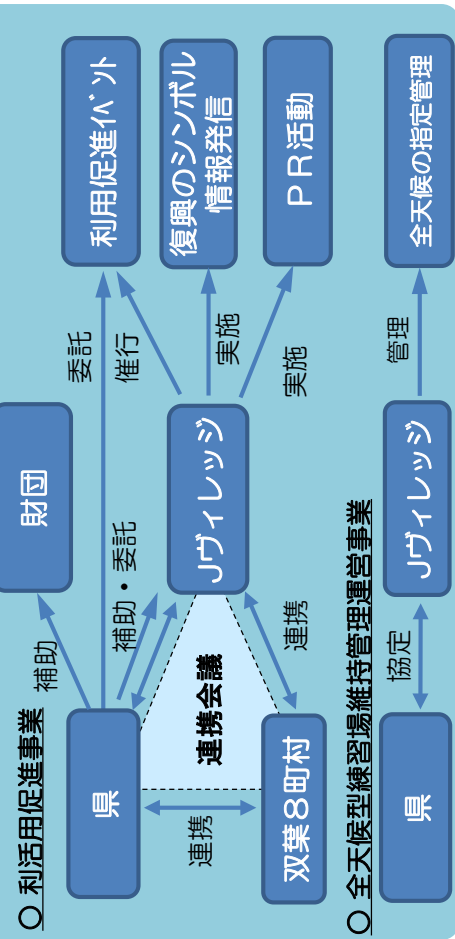 ○ 利活用促進事業
財団
補助
県
委託
利用促進イベント
催行
補助・委託
Jヴィレッジ
実施
復興のシンボル
情報発信
実施
PR活動
連携会議
連携
連携
双葉8町村
○ 全天候型練習場維持管理運営事業
県
協定
Jヴィレッジ
管理
全天候の指定管理